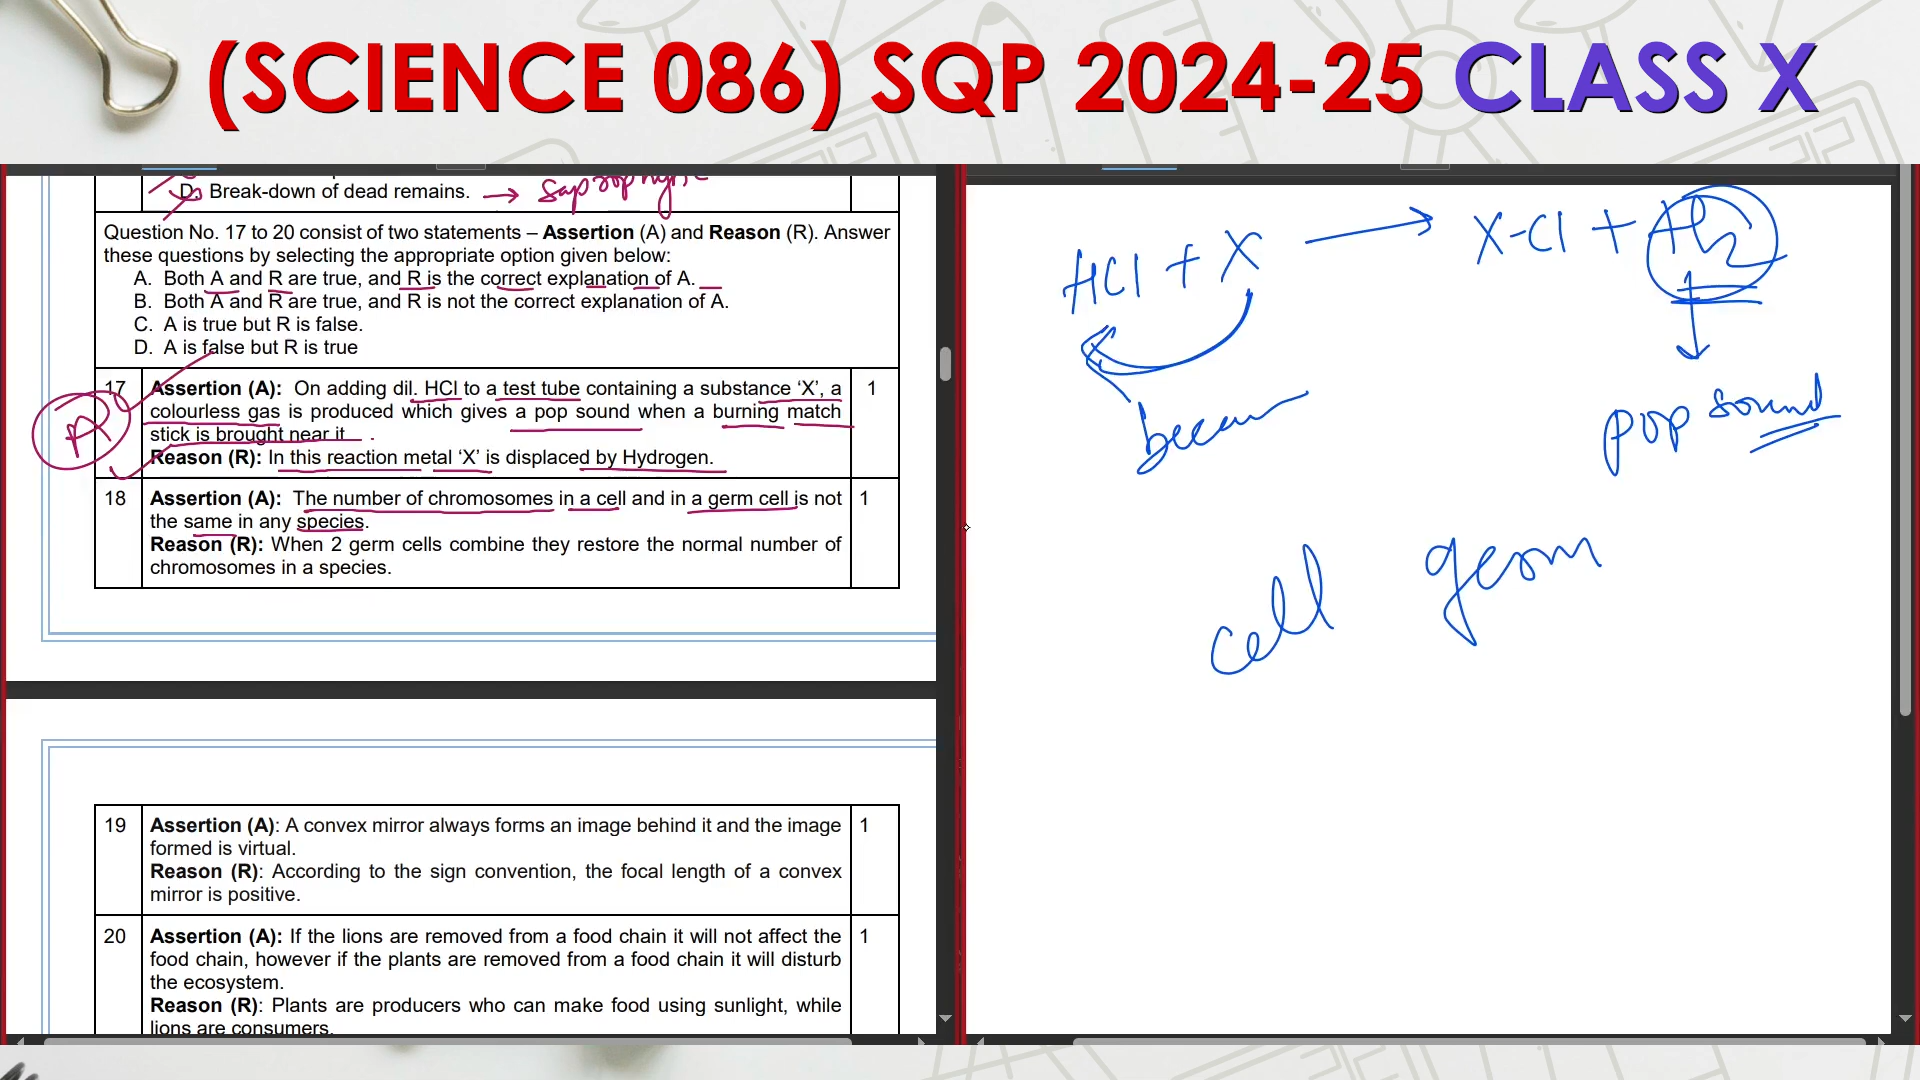 (SCIENCE 086) SQP 2024-25 CLASS X
D. Break-down of dead remains. →
Question No. 17 to 20 consist of two statements – Assertion (A) and Reason (R). Answer
these questions by selecting the appropriate option given below:
A. Both A and R are true, and R is the correct explanation of A.
B. Both A and R are true, and R is not the correct explanation of A.
C. A is true but R is false.
D. A is false but R is true
17 Assertion (A): On adding dil. HCl to a test tube containing a substance ‘X’, a 1
colourless gas is produced which gives a pop sound when a burning match
stick is brought near it.
A
Reason (R): In this reaction metal ‘X’ is displaced by Hydrogen.
18 Assertion (A): The number of chromosomes in a cell and in a germ cell is not 1
the same in any species.
Reason (R): When 2 germ cells combine they restore the normal number of
chromosomes in a species.
19 Assertion (A): A convex mirror always forms an image behind it and the image 1
formed is virtual.
Reason (R): According to the sign convention, the focal length of a convex
mirror is positive.
20 Assertion (A): If the lions are removed from a food chain it will not affect the 1
food chain, however if the plants are removed from a food chain it will disturb
the ecosystem.
Reason (R): Plants are producers who can make food using sunlight, while
lions are consumers.
HCl + X → X-Cl + H2
pop sound
cell germ